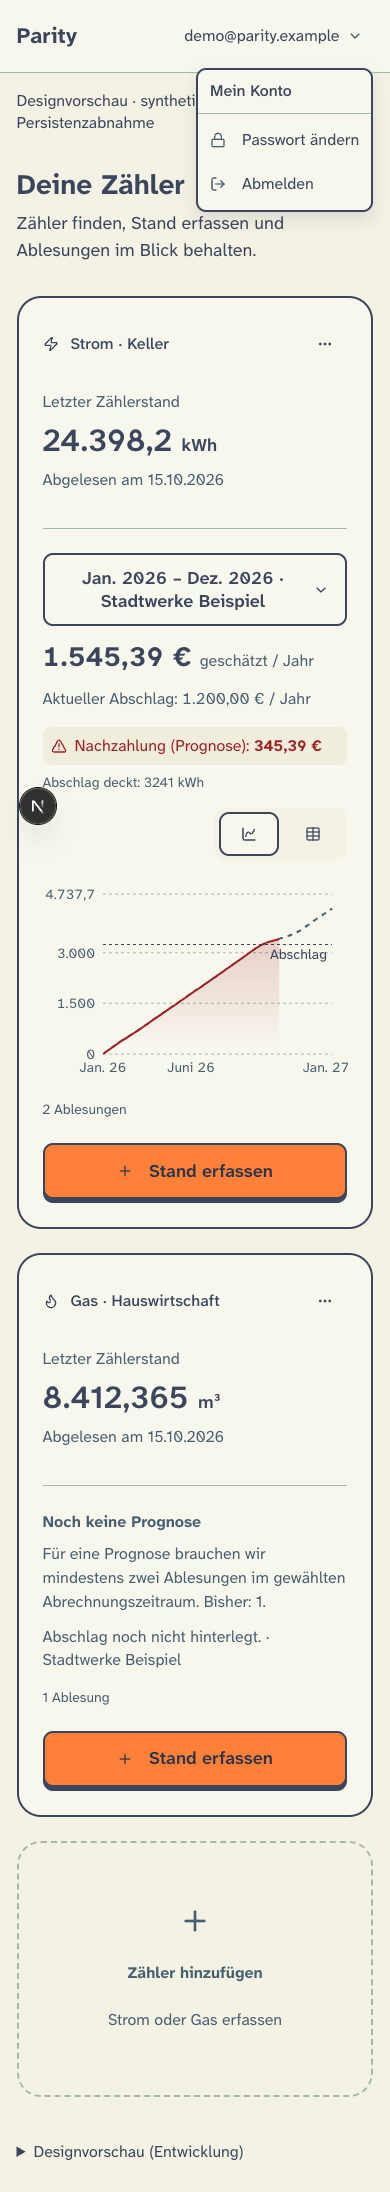 Parity
demo@parity.example
Mein Konto
Passwort ändern
Abmelden
Designvorschau · syntheti
Persistenzabnahme
Deine Zähler
Zähler finden, Stand erfassen und
Ablesungen im Blick behalten.
Strom · Keller
Letzter Zählerstand
24.398,2 kWh
Abgelesen am 15.10.2026
Jan. 2026 – Dez. 2026 ·
Stadtwerke Beispiel
1.545,39 € geschätzt / Jahr
Aktueller Abschlag: 1.200,00 € / Jahr
Nachzahlung (Prognose): 345,39 €
Abschlag deckt: 3241 kWh
N
4.737,7
3.000
Abschlag
1.500
0
Jan. 26 Juni 26 Jan. 27
2 Ablesungen
+ Stand erfassen
Gas · Hauswirtschaft
Letzter Zählerstand
8.412,365 m³
Abgelesen am 15.10.2026
Noch keine Prognose
Für eine Prognose brauchen wir
mindestens zwei Ablesungen im gewählten
Abrechnungszeitraum. Bisher: 1.
Abschlag noch nicht hinterlegt. ·
Stadtwerke Beispiel
1 Ablesung
+ Stand erfassen
+
Zähler hinzufügen
Strom oder Gas erfassen
▶ Designvorschau (Entwicklung)